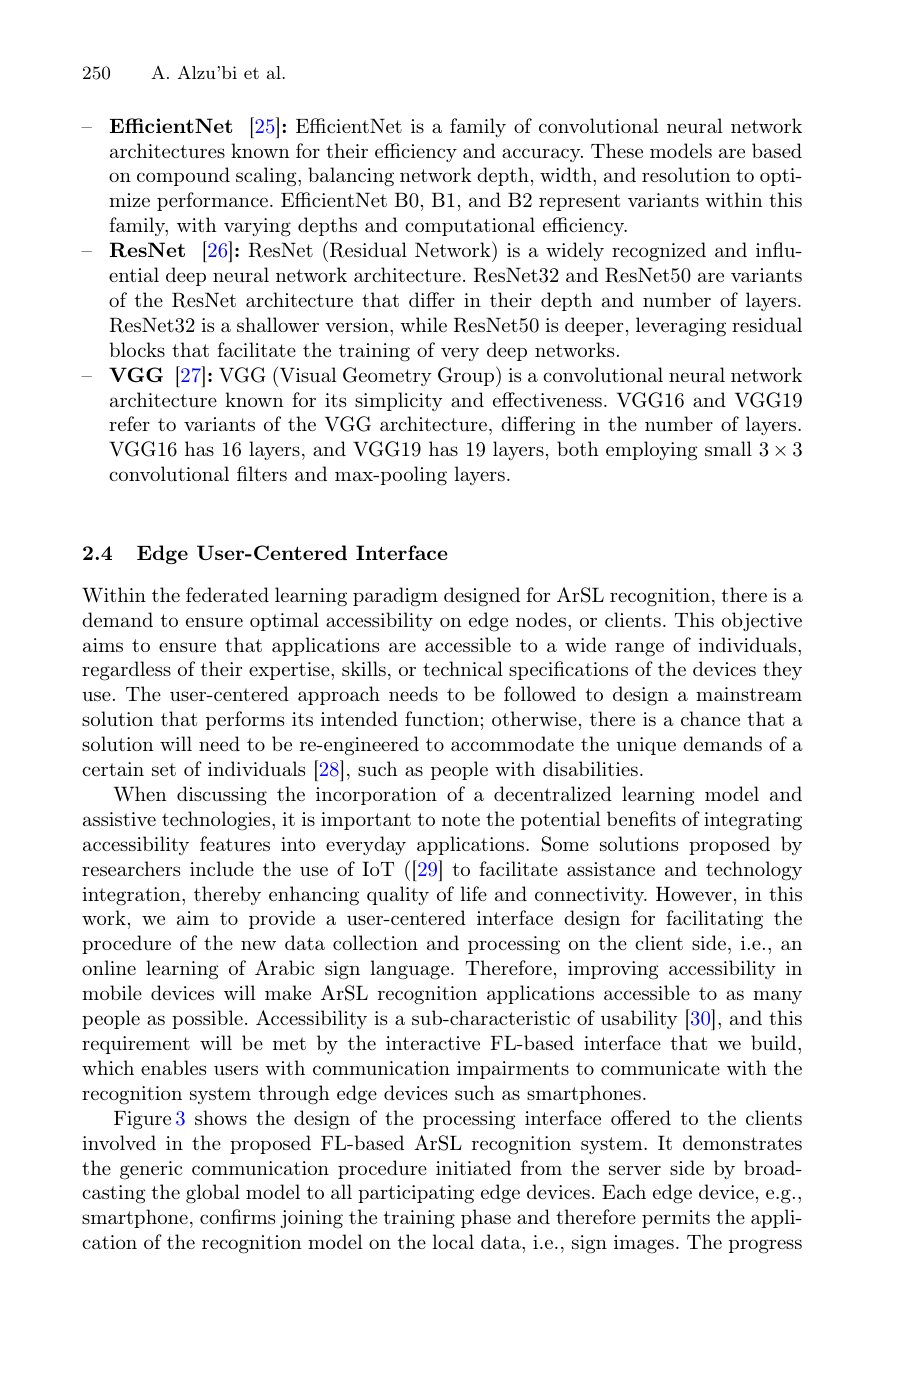 250 A. Alzu'bi et al.
– EfficientNet [25]: EfficientNet is a family of convolutional neural network
architectures known for their efficiency and accuracy. These models are based
on compound scaling, balancing network depth, width, and resolution to opti-
mize performance. EfficientNet B0, B1, and B2 represent variants within this
family, with varying depths and computational efficiency.
– ResNet [26]: ResNet (Residual Network) is a widely recognized and influ-
ential deep neural network architecture. ResNet32 and ResNet50 are variants
of the ResNet architecture that differ in their depth and number of layers.
ResNet32 is a shallower version, while ResNet50 is deeper, leveraging residual
blocks that facilitate the training of very deep networks.
– VGG [27]: VGG (Visual Geometry Group) is a convolutional neural network
architecture known for its simplicity and effectiveness. VGG16 and VGG19
refer to variants of the VGG architecture, differing in the number of layers.
VGG16 has 16 layers, and VGG19 has 19 layers, both employing small 3 × 3
convolutional filters and max-pooling layers.
2.4 Edge User-Centered Interface
Within the federated learning paradigm designed for ArSL recognition, there is a
demand to ensure optimal accessibility on edge nodes, or clients. This objective
aims to ensure that applications are accessible to a wide range of individuals,
regardless of their expertise, skills, or technical specifications of the devices they
use. The user-centered approach needs to be followed to design a mainstream
solution that performs its intended function; otherwise, there is a chance that a
solution will need to be re-engineered to accommodate the unique demands of a
certain set of individuals [28], such as people with disabilities.
When discussing the incorporation of a decentralized learning model and
assistive technologies, it is important to note the potential benefits of integrating
accessibility features into everyday applications. Some solutions proposed by
researchers include the use of IoT ([29] to facilitate assistance and technology
integration, thereby enhancing quality of life and connectivity. However, in this
work, we aim to provide a user-centered interface design for facilitating the
procedure of the new data collection and processing on the client side, i.e., an
online learning of Arabic sign language. Therefore, improving accessibility in
mobile devices will make ArSL recognition applications accessible to as many
people as possible. Accessibility is a sub-characteristic of usability [30], and this
requirement will be met by the interactive FL-based interface that we build,
which enables users with communication impairments to communicate with the
recognition system through edge devices such as smartphones.
Figure 3 shows the design of the processing interface offered to the clients
involved in the proposed FL-based ArSL recognition system. It demonstrates
the generic communication procedure initiated from the server side by broad-
casting the global model to all participating edge devices. Each edge device, e.g.,
smartphone, confirms joining the training phase and therefore permits the appli-
cation of the recognition model on the local data, i.e., sign images. The progress